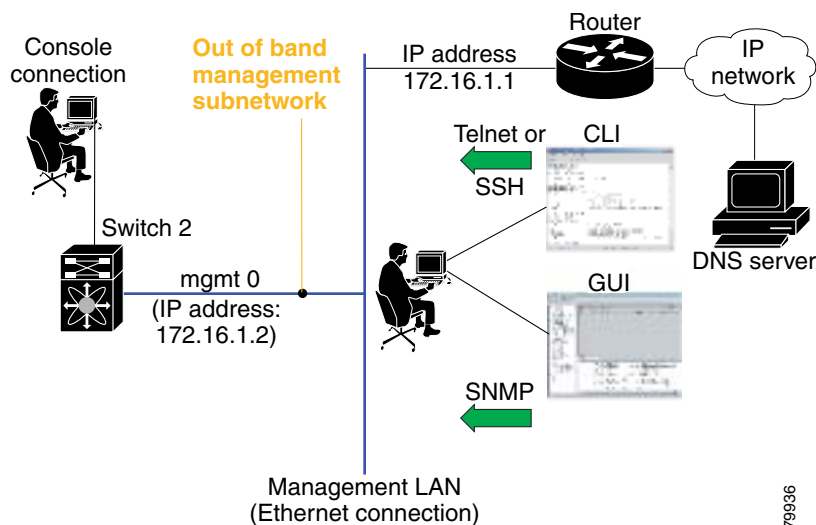 Console
connection
Out of band
management
subnetwork
Router
IP address
172.16.1.1
IP
network
Telnet or
SSH
CLI
Switch 2
mgmt 0
(IP address:
172.16.1.2)
DNS server
GUI
SNMP
Management LAN
(Ethernet connection)
79936